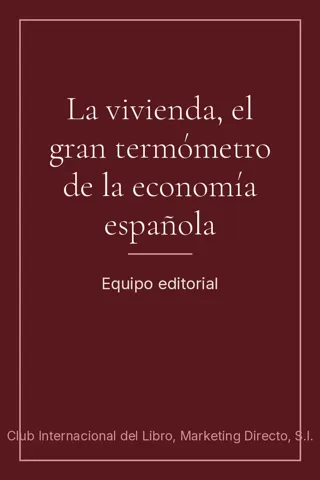 La vivienda, el
gran termómetro
de la economía
española
Equipo editorial
Club Internacional del Libro, Marketing Directo, S.l.